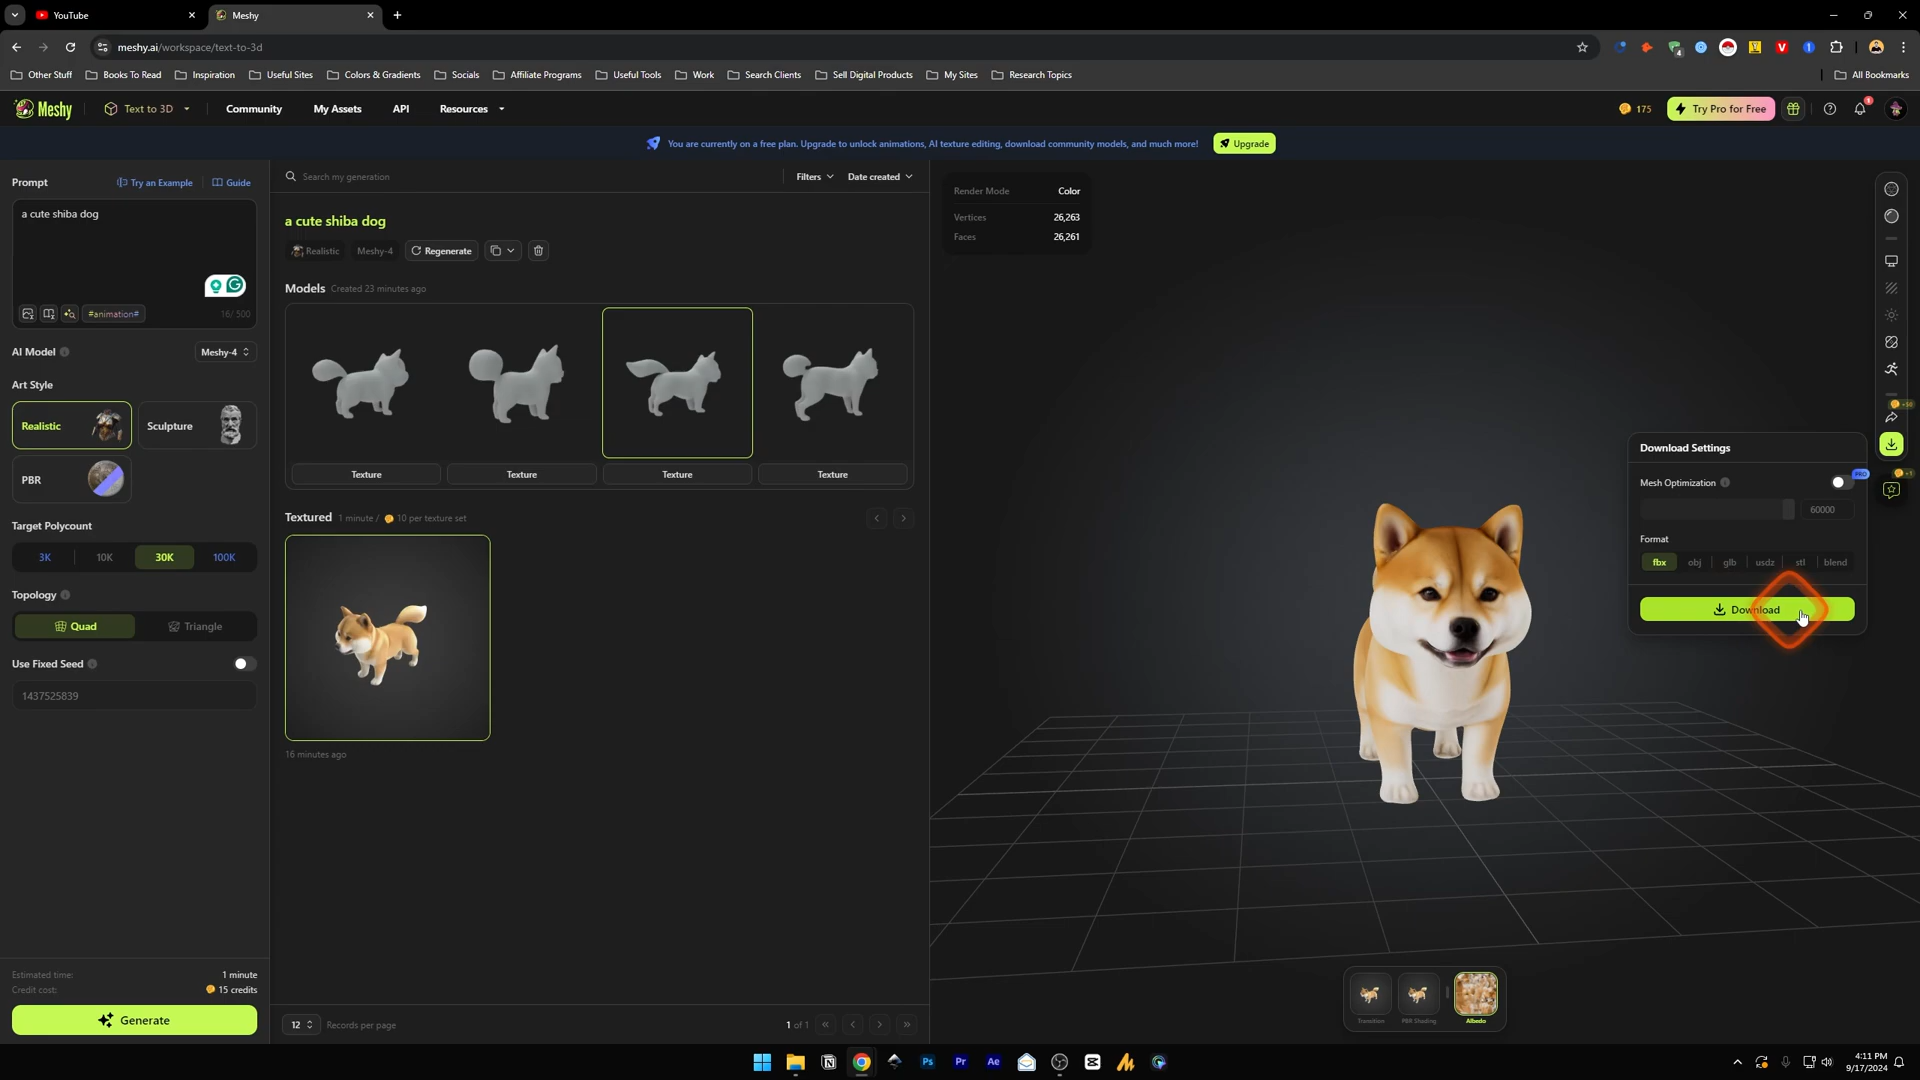 YouTube
Meshy
meshy.ai/workspace/text-to-3d
Other Stuff
Books To Read
Inspiration
Useful Sites
Colors & Gradients
Socials
Affiliate Programs
Useful Tools
Work
Search Clients
Sell Digital Products
My Sites
Research Topics
All Bookmarks
Meshy
Text to 3D
Community
My Assets
API
Resources
175
Try Pro for Free
You are currently on a free plan. Upgrade to unlock animations, AI texture editing, download community models, and much more!
Upgrade
Prompt
Try an Example
Guide
a cute shiba dog
#animation#
16/ 500
AI Model
Meshy-4
Art Style
Realistic
Sculpture
PBR
Target Polycount
3K
10K
30K
100K
Topology
Quad
Triangle
Use Fixed Seed
1437525839
Estimated time:
1 minute
Credit cost:
15 credits
Generate
Search my generation
Filters
Date created
a cute shiba dog
Realistic
Meshy-4
Regenerate
Models
Created 23 minutes ago
Texture
Texture
Texture
Texture
Textured
1 minute /
10 per texture set
16 minutes ago
12
Records per page
1 of 1
Render Mode
Color
Vertices
26,263
Faces
26,261
+50
Download Settings
Mesh Optimization
PRO
60000
Format
fbx
obj
glb
usdz
stl
blend
Download
+1
Transition
PBR Shading
Albedo
Ps
Pr
Ae
4:11 PM
9/17/2024